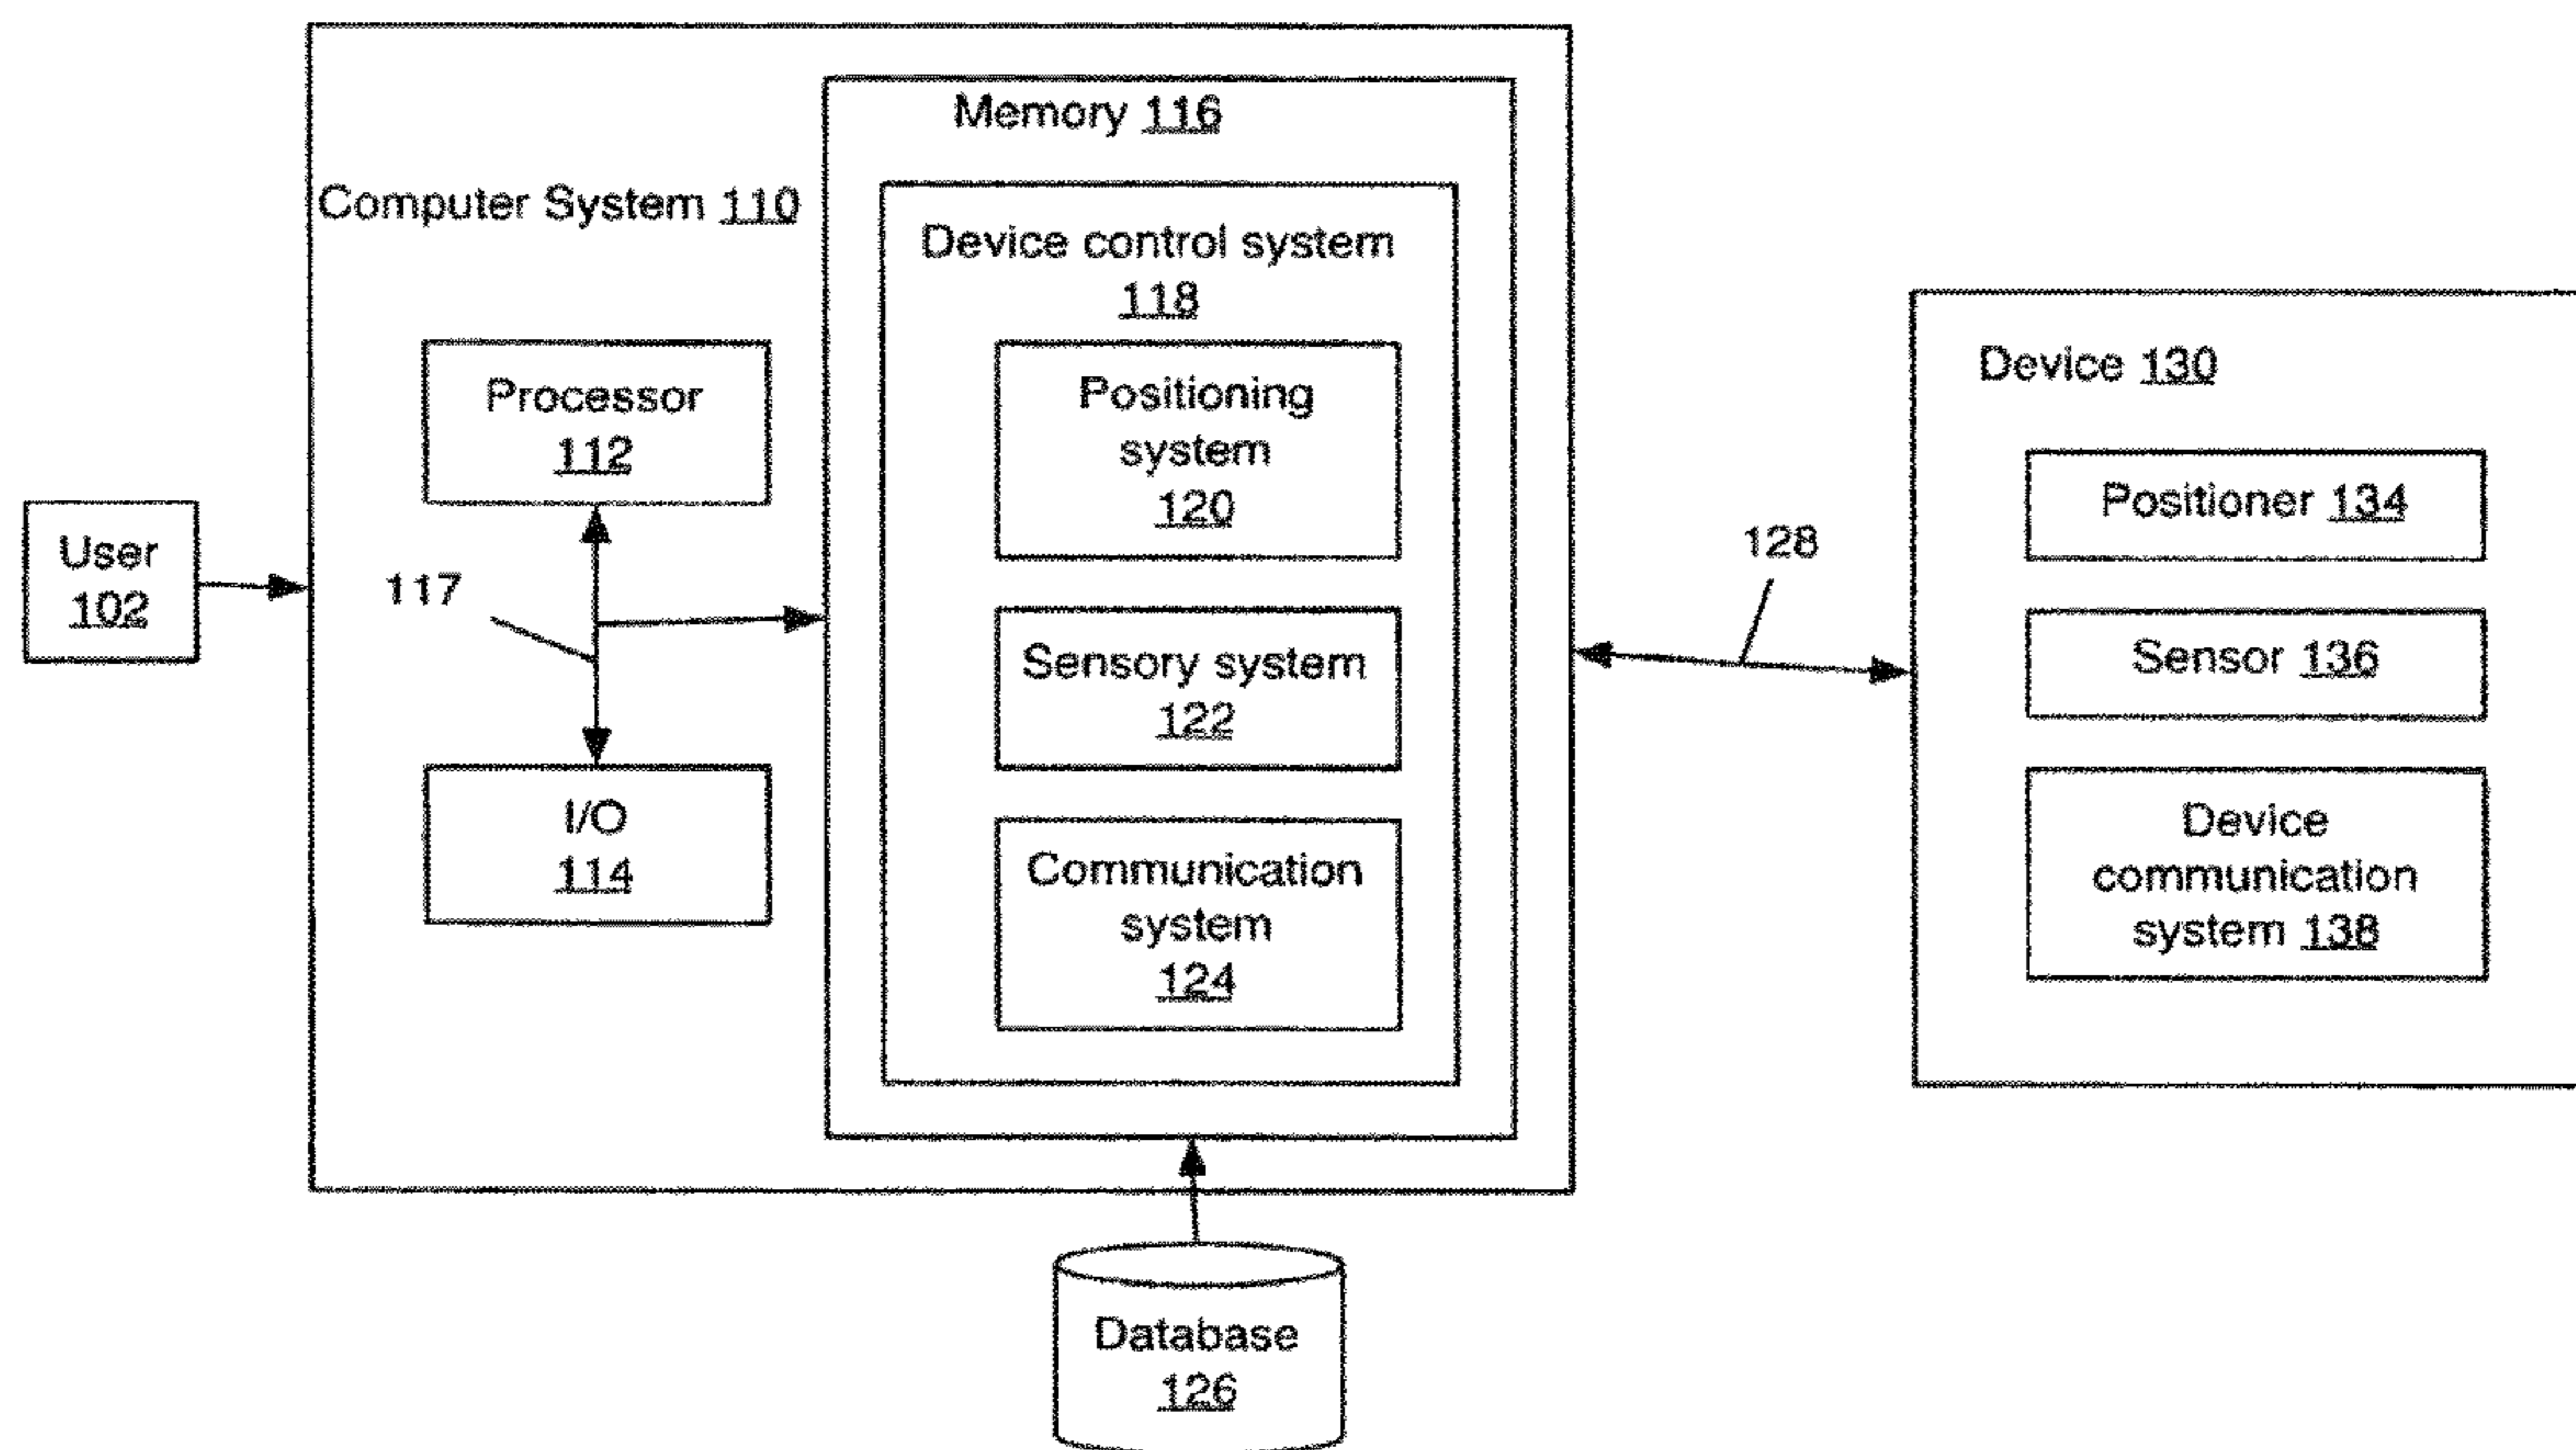 Memory 116
Computer System 110
Device control system
118
Processor
112
Positioning
system
120
User
102
117
Sensory system
122
I/O
114
Communication
system
124
128
Device 130
Positioner 134
Sensor 136
Device
communication
system 138
Database
126